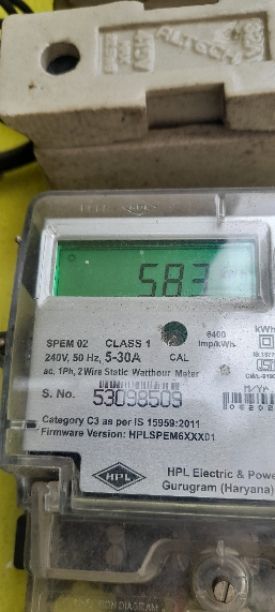 583
SPEM 02 CLASS 1
6400
imp/kWh
kWh
240V, 50 Hz, 5-30A CAL
ac, 1Ph, 2 Wire Static Watthour Meter
S. No. 53098509
Category C3 as per IS 15959:2011
Firmware Version: HPLSPEM6XXX01
HPL
HPL Electric & Powe
Gurugram (Haryana)